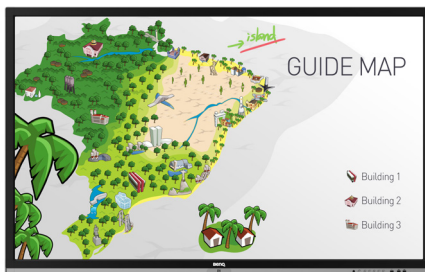 → island
GUIDE MAP
Building 1
Building 2
Building 3
BenQ